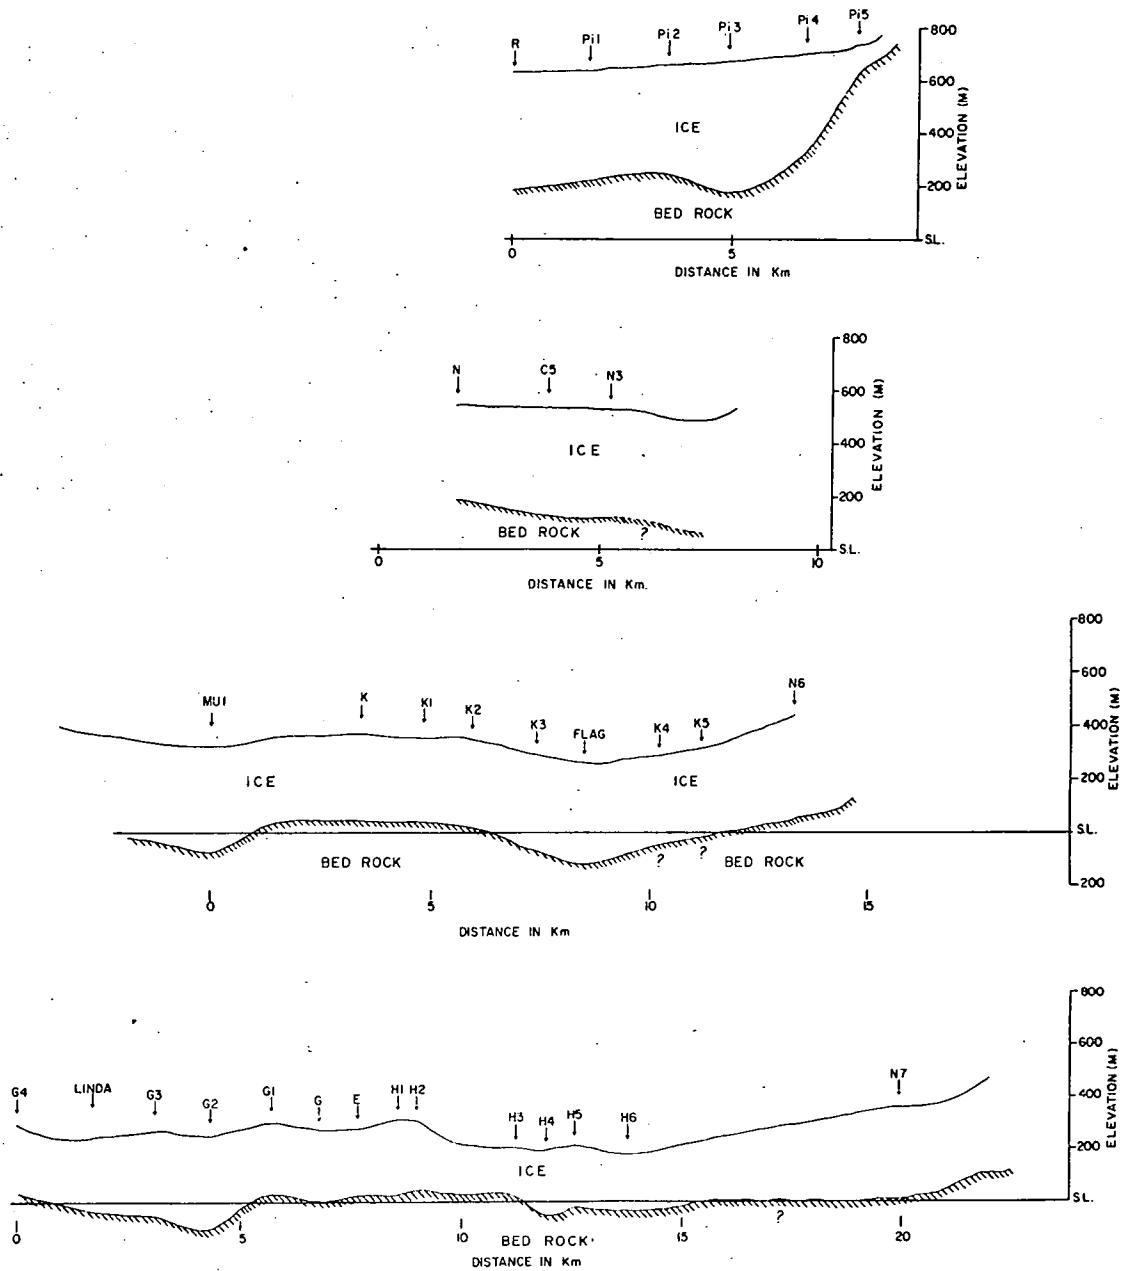 R Pi1 Pi2 Pi3 Pi4 Pi5
800
600
400
200
S.L.
ELEVATION (M)
ICE
BED ROCK
0 5
DISTANCE IN Km
N C5 N3
800
600
400
200
S.L.
ELEVATION (M)
ICE
BED ROCK ?
0 5 10
DISTANCE IN Km.
MU1 K K1 K2 K3 FLAG K4 K5 N6
800
600
400
200
S.L.
200
ELEVATION (M)
ICE ICE
BED ROCK ? ? BED ROCK
0 5 10 15
DISTANCE IN Km
G4 LINDA G3 G2 G1 G E H1 H2 H3 H4 H5 H6 N7
800
600
400
200
S.L.
ELEVATION (M)
ICE
?
0 5 10 15 20
BED ROCK
DISTANCE IN Km